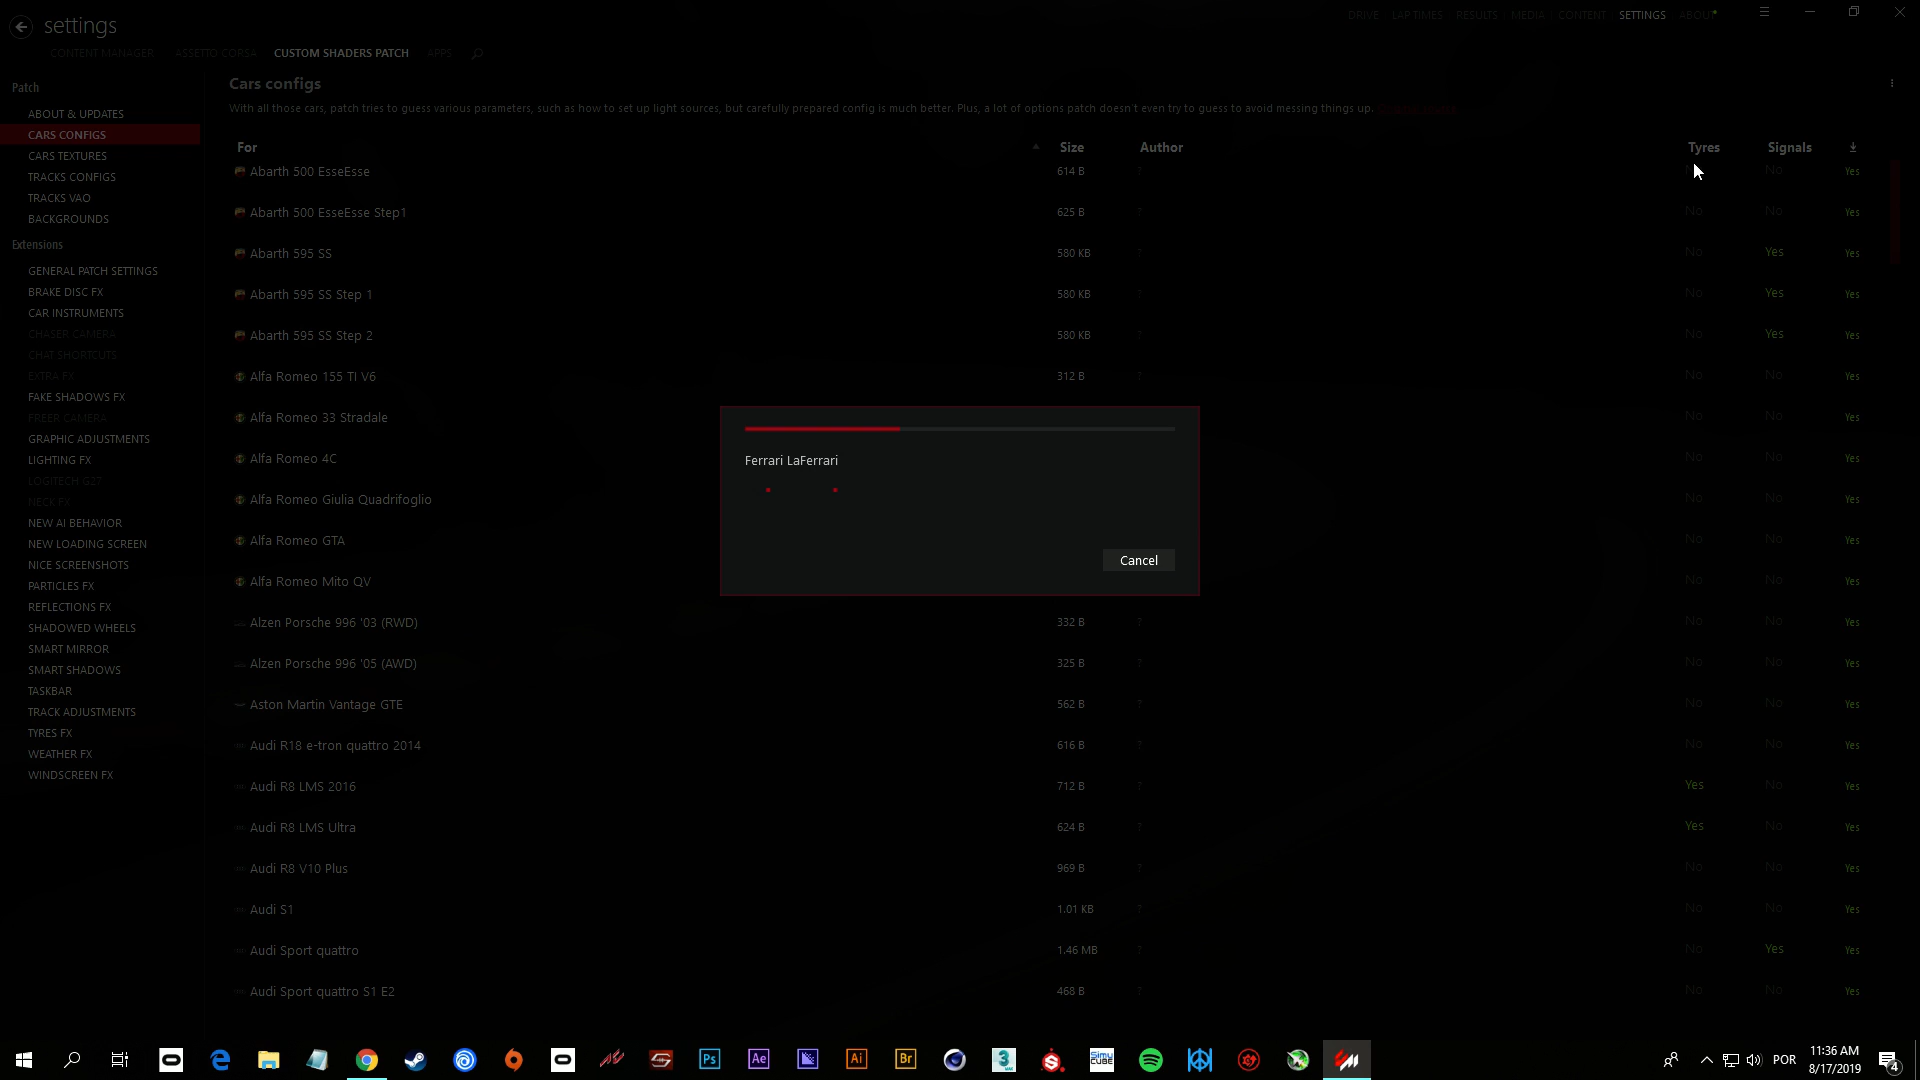 settings
DRIVE LAP TIMES RESULTS MEDIA CONTENT SETTINGS ABOUT
CONTENT MANAGER ASSETTO CORSA CUSTOM SHADERS PATCH APPS
Patch
ABOUT & UPDATES
CARS CONFIGS
CARS TEXTURES
TRACKS CONFIGS
TRACKS VAO
BACKGROUNDS
Extensions
GENERAL PATCH SETTINGS
BRAKE DISC FX
CAR INSTRUMENTS
CHASER CAMERA
CHAT SHORTCUTS
EXTRA FX
FAKE SHADOWS FX
FREER CAMERA
GRAPHIC ADJUSTMENTS
LIGHTING FX
LOGITECH G27
NECK FX
NEW AI BEHAVIOR
NEW LOADING SCREEN
NICE SCREENSHOTS
PARTICLES FX
REFLECTIONS FX
SHADOWED WHEELS
SMART MIRROR
SMART SHADOWS
TASKBAR
TRACK ADJUSTMENTS
TYRES FX
WEATHER FX
WINDSCREEN FX
Cars configs
With all those cars, patch tries to guess various parameters, such as how to set up light sources, but carefully prepared config is much better. Plus, a lot of options patch doesn't even try to guess to avoid messing things up.
For Size Author Tyres Signals
Abarth 500 EsseEsse 614 B ? No Yes
Abarth 500 EsseEsse Step1 625 B ? No No Yes
Abarth 595 SS 580 KB ? No Yes Yes
Abarth 595 SS Step 1 580 KB ? No Yes Yes
Abarth 595 SS Step 2 580 KB ? No Yes Yes
Alfa Romeo 155 TI V6 312 B ? No No Yes
Alfa Romeo 33 Stradale No No Yes
Alfa Romeo 4C No No Yes
Alfa Romeo Giulia Quadrifoglio No No Yes
Alfa Romeo GTA No No Yes
Alfa Romeo Mito QV No No Yes
Alzen Porsche 996 '03 (RWD) 332 B ? No No Yes
Alzen Porsche 996 '05 (AWD) 325 B ? No No Yes
Aston Martin Vantage GTE 562 B ? No No Yes
Audi R18 e-tron quattro 2014 616 B ? No No Yes
Audi R8 LMS 2016 712 B ? Yes No Yes
Audi R8 LMS Ultra 624 B ? Yes No Yes
Audi R8 V10 Plus 969 B ? No No Yes
Audi S1 1.01 KB ? No No Yes
Audi Sport quattro 1.46 MB ? No Yes Yes
Audi Sport quattro S1 E2 468 B ? No No Yes
Ferrari LaFerrari
Cancel
Ps Ae Ai Br 3 SIMU CUBE
POR
11:36 AM
8/17/2019
4